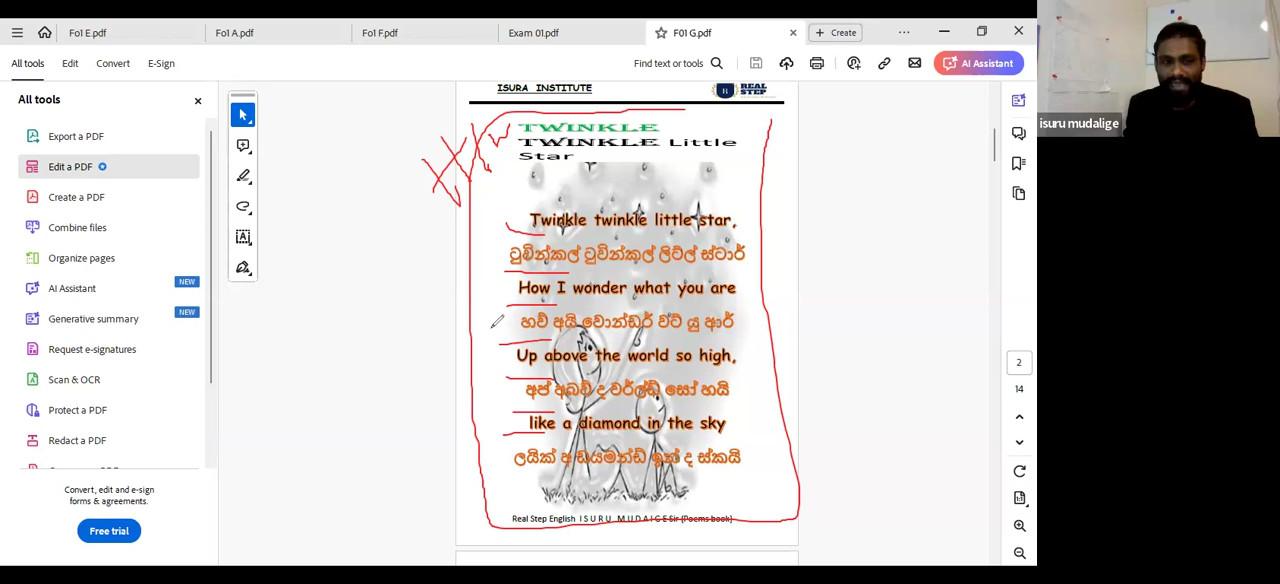 Fo1 E.pdf
Fo1 A.pdf
Fo1 F.pdf
Exam 01.pdf
F01 G.pdf
Create
All tools
Edit
Convert
E-Sign
Find text or tools
AI Assistant
All tools
Export a PDF
Edit a PDF
Create a PDF
Combine files
Organize pages
AI Assistant NEW
Generative summary NEW
Request e-signatures
Scan & OCR
Protect a PDF
Redact a PDF
Convert, edit and e-sign
forms & agreements.
Free trial
ISURA INSTITUTE
REAL
STEP
TWINKLE
TWINKLE Little
Star
Twinkle twinkle little star,
ටුවින්කල් ටුවින්කල් ලිට්ල් ස්ටාර්
How I wonder what you are
හව් අයි වොන්ඩර් වට් යු ආර්
Up above the world so high,
අප් අබව් ද වර්ල්ඩ් සෝ හයි
like a diamond in the sky
ලයික් අ ඩයමන්ඩ් ඉන් ද ස්කයි
Real Step English I S U R U M U D A I G E Sir (Poems book)
2
14
isuru mudalige